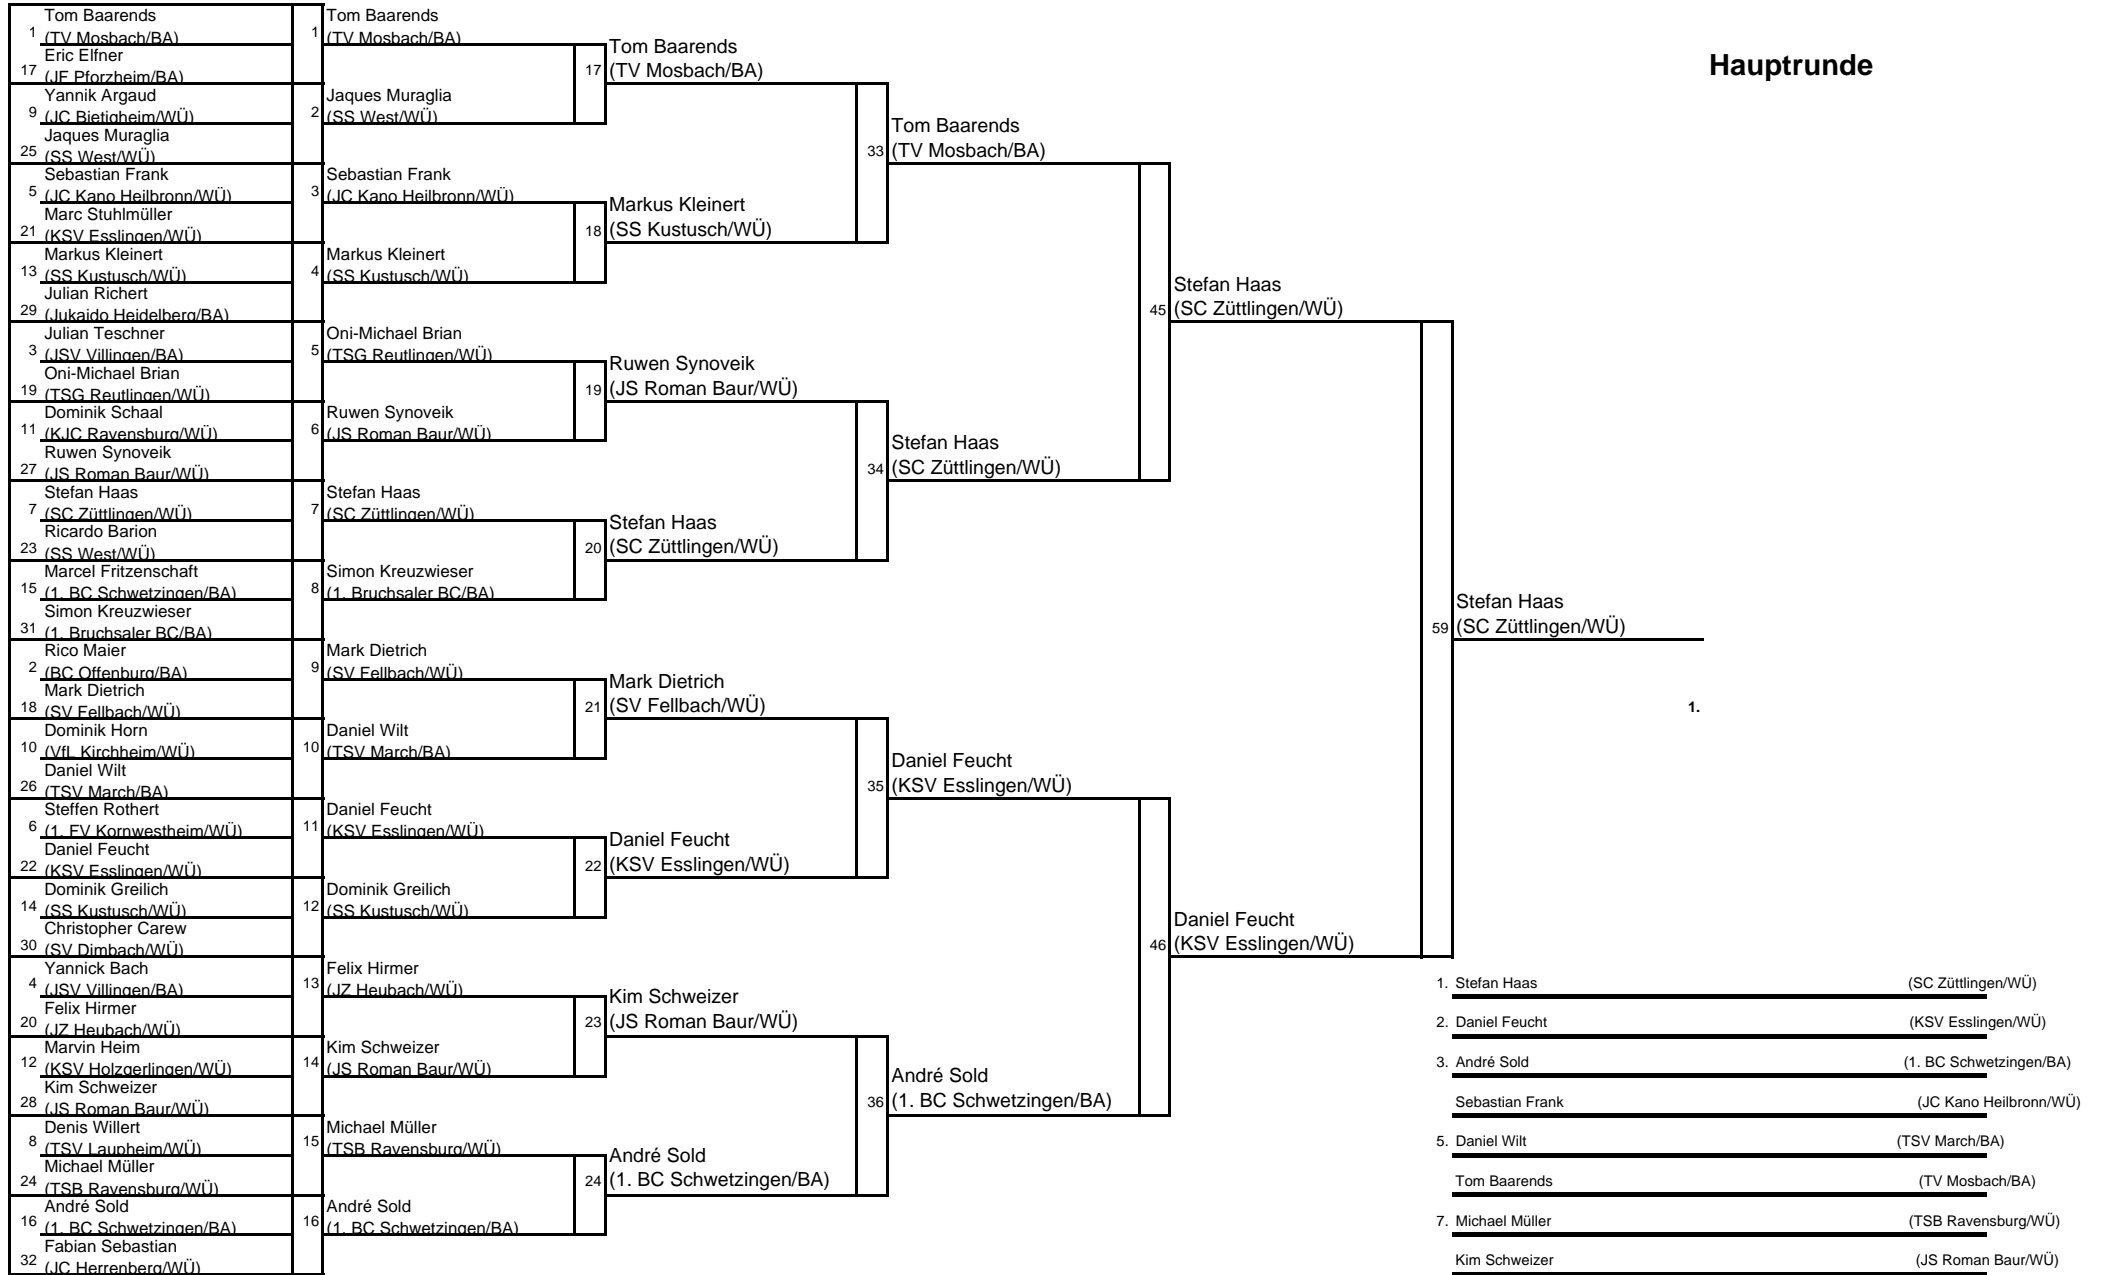 Hauptrunde
1 Tom Baarends
(TV Mosbach/BA)
17 Eric Elfner
(JF Pforzheim/BA)
9 Yannik Argaud
(JC Bietigheim/WÜ)
25 Jaques Muraglia
(SS West/WÜ)
5 Sebastian Frank
(JC Kano Heilbronn/WÜ)
21 Marc Stuhlmüller
(KSV Esslingen/WÜ)
13 Markus Kleinert
(SS Kustusch/WÜ)
29 Julian Richert
(Jukaido Heidelberg/BA)
3 Julian Teschner
(JSV Villingen/BA)
19 Oni-Michael Brian
(TSG Reutlingen/WÜ)
11 Dominik Schaal
(KJC Ravensburg/WÜ)
27 Ruwen Synoveik
(JS Roman Baur/WÜ)
7 Stefan Haas
(SC Züttlingen/WÜ)
23 Ricardo Barion
(SS West/WÜ)
15 Marcel Fritzenschaft
(1. BC Schwetzingen/BA)
31 Simon Kreuzwieser
(1. Bruchsaler BC/BA)
2 Rico Maier
(BC Offenburg/BA)
18 Mark Dietrich
(SV Fellbach/WÜ)
10 Dominik Horn
(VfL Kirchheim/WÜ)
26 Daniel Wilt
(TSV March/BA)
6 Steffen Rothert
(1. FV Kornwestheim/WÜ)
22 Daniel Feucht
(KSV Esslingen/WÜ)
14 Dominik Greilich
(SS Kustusch/WÜ)
30 Christopher Carew
(SV Dimbach/WÜ)
4 Yannick Bach
(JSV Villingen/BA)
20 Felix Hirmer
(JZ Heubach/WÜ)
12 Marvin Heim
(KSV Holzgerlingen/WÜ)
28 Kim Schweizer
(JS Roman Baur/WÜ)
8 Denis Willert
(TSV Laupheim/WÜ)
24 Michael Müller
(TSB Ravensburg/WÜ)
16 André Sold
(1. BC Schwetzingen/BA)
32 Fabian Sebastian
(JC Herrenberg/WÜ)
1 Tom Baarends
(TV Mosbach/BA)
2 Jaques Muraglia
(SS West/WÜ)
3 Sebastian Frank
(JC Kano Heilbronn/WÜ)
4 Markus Kleinert
(SS Kustusch/WÜ)
5 Oni-Michael Brian
(TSG Reutlingen/WÜ)
6 Ruwen Synoveik
(JS Roman Baur/WÜ)
7 Stefan Haas
(SC Züttlingen/WÜ)
8 Simon Kreuzwieser
(1. Bruchsaler BC/BA)
9 Mark Dietrich
(SV Fellbach/WÜ)
10 Daniel Wilt
(TSV March/BA)
11 Daniel Feucht
(KSV Esslingen/WÜ)
12 Dominik Greilich
(SS Kustusch/WÜ)
13 Felix Hirmer
(JZ Heubach/WÜ)
14 Kim Schweizer
(JS Roman Baur/WÜ)
15 Michael Müller
(TSB Ravensburg/WÜ)
16 André Sold
(1. BC Schwetzingen/BA)
17 Tom Baarends
(TV Mosbach/BA)
18 Markus Kleinert
(SS Kustusch/WÜ)
19 Ruwen Synoveik
(JS Roman Baur/WÜ)
20 Stefan Haas
(SC Züttlingen/WÜ)
21 Mark Dietrich
(SV Fellbach/WÜ)
22 Daniel Feucht
(KSV Esslingen/WÜ)
23 Kim Schweizer
(JS Roman Baur/WÜ)
24 André Sold
(1. BC Schwetzingen/BA)
33 Tom Baarends
(TV Mosbach/BA)
34 Stefan Haas
(SC Züttlingen/WÜ)
35 Daniel Feucht
(KSV Esslingen/WÜ)
36 André Sold
(1. BC Schwetzingen/BA)
45 Stefan Haas
(SC Züttlingen/WÜ)
46 Daniel Feucht
(KSV Esslingen/WÜ)
59 Stefan Haas
(SC Züttlingen/WÜ)
1.
1. Stefan Haas (SC Züttlingen/WÜ)
2. Daniel Feucht (KSV Esslingen/WÜ)
3. André Sold (1. BC Schwetzingen/BA)
Sebastian Frank (JC Kano Heilbronn/WÜ)
5. Daniel Wilt (TSV March/BA)
Tom Baarends (TV Mosbach/BA)
7. Michael Müller (TSB Ravensburg/WÜ)
Kim Schweizer (JS Roman Baur/WÜ)